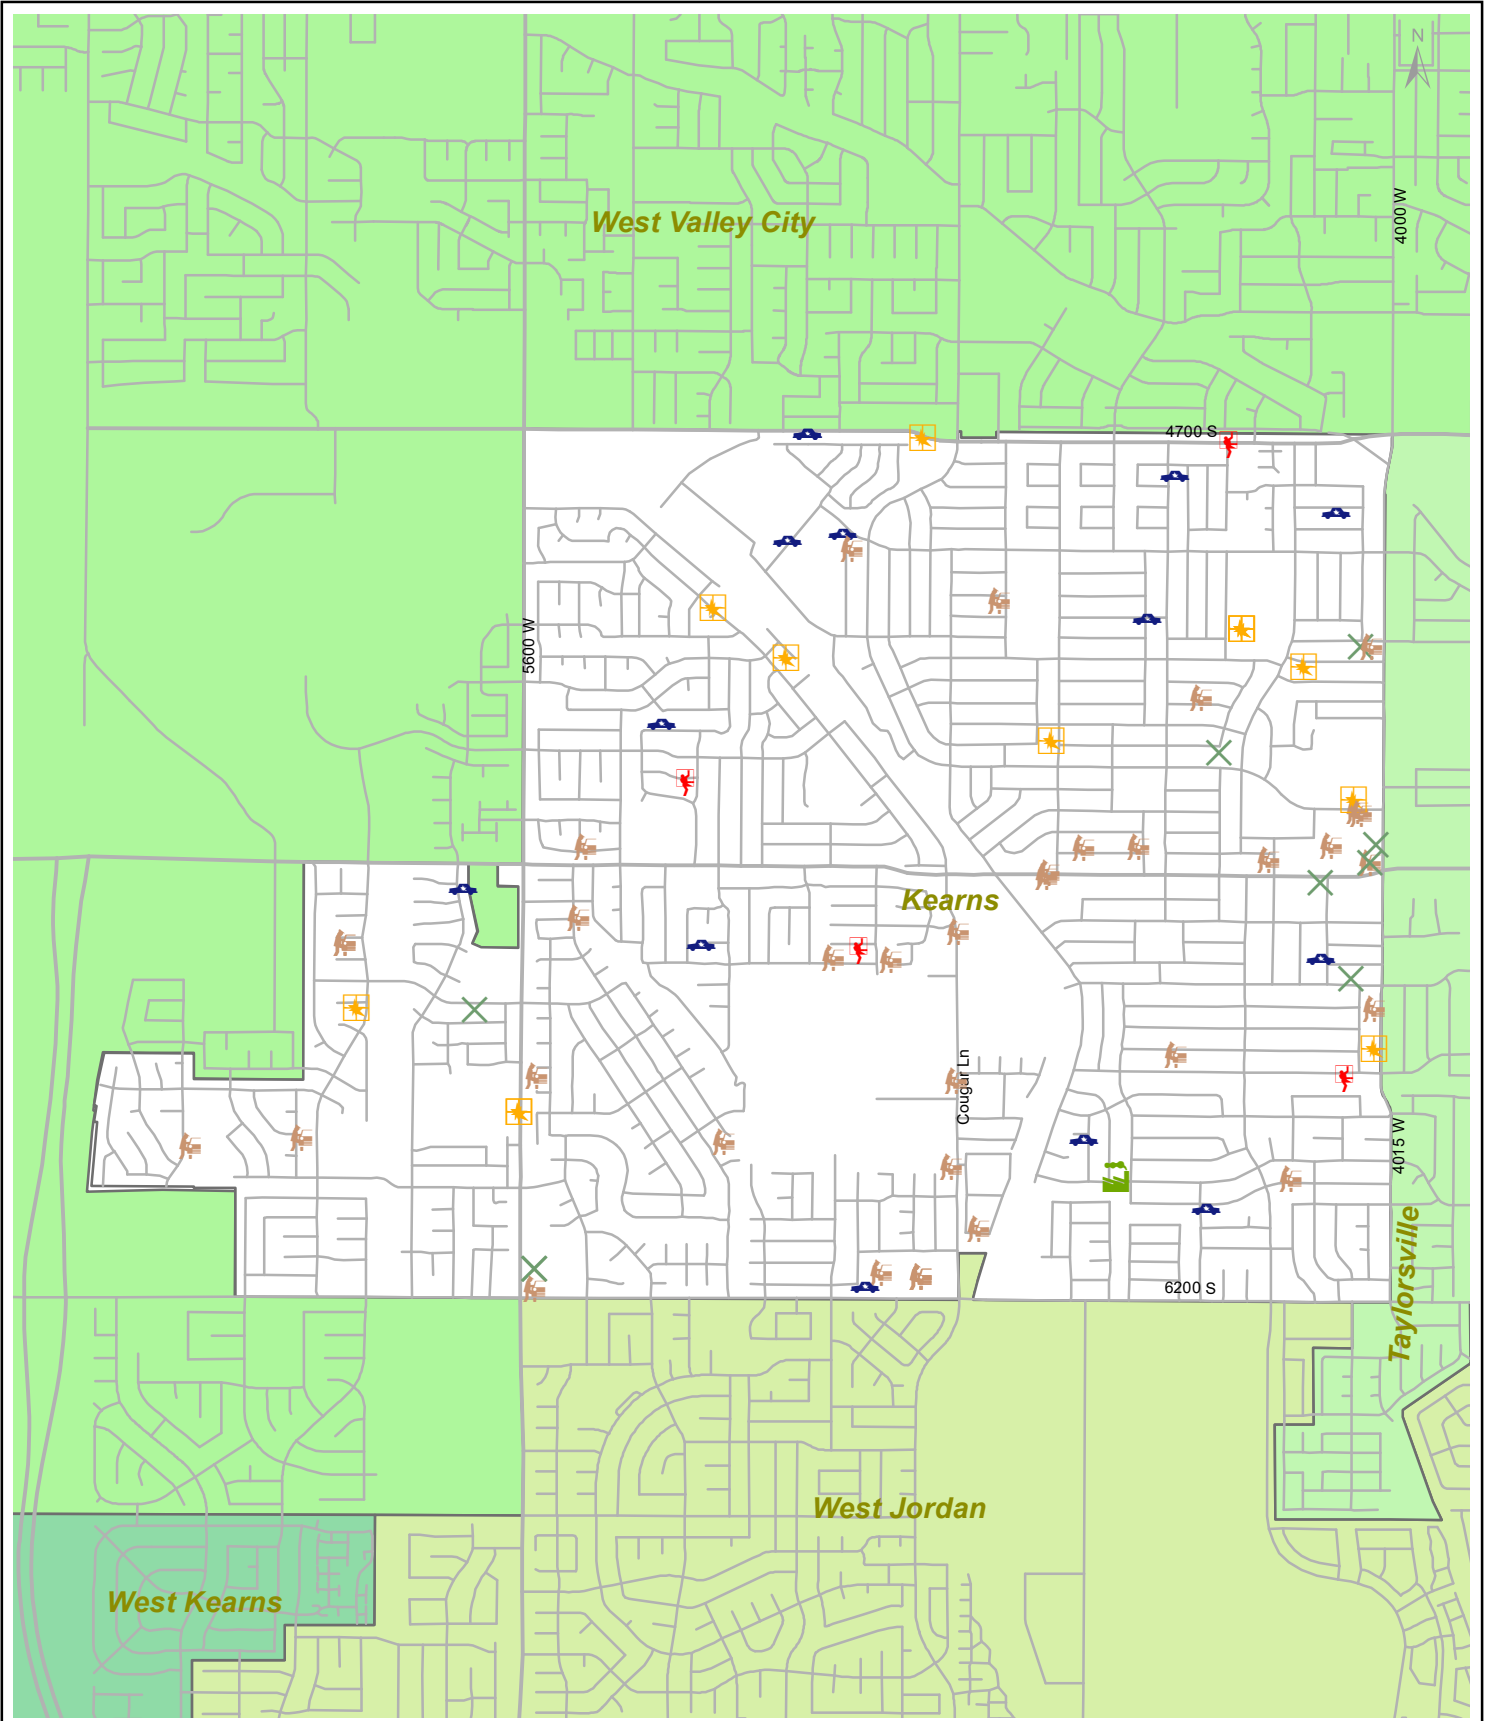 N
4000 W
West Valley City
4700 S
5600 W
Kearns
Cougar Ln
4015 W
Taylorsville
6200 S
West Jordan
West Kearns